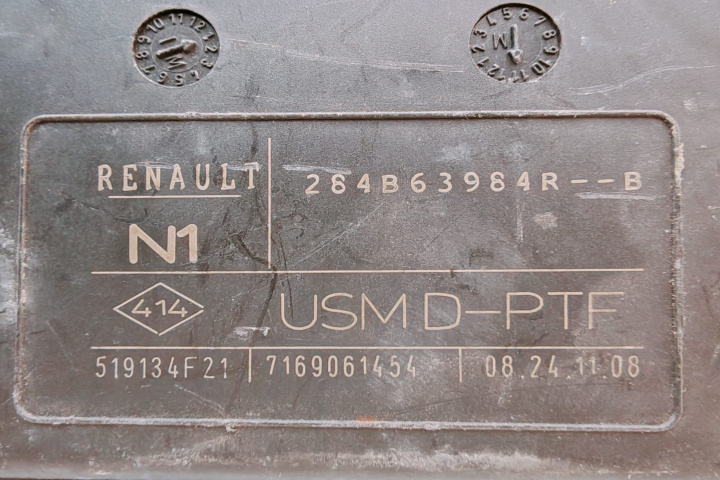 RENAULT 284B63984R--B
N1
414 USM D-PTF
519134F21 7169061454 08.24.11.08